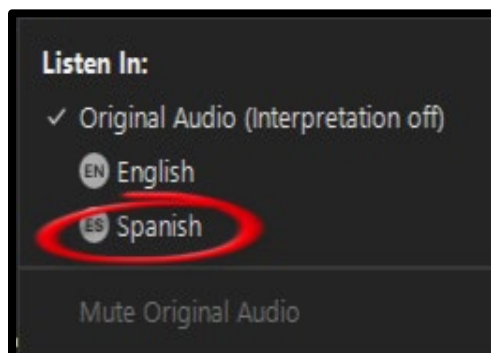 Listen In:
✓ Original Audio (Interpretation off)
EN English
ES Spanish
Mute Original Audio